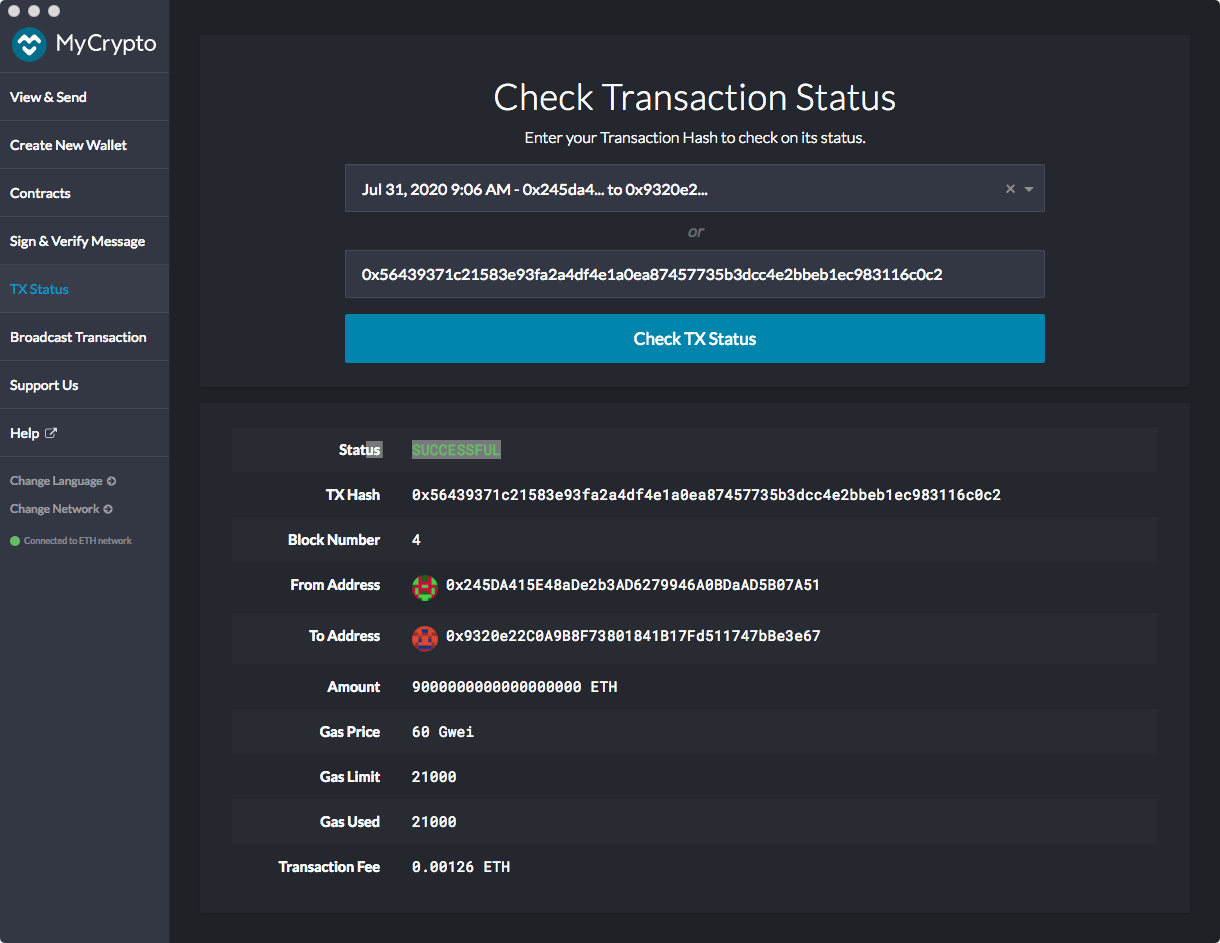 MyCrypto
View & Send
Create New Wallet
Contracts
Sign & Verify Message
TX Status
Broadcast Transaction
Support Us
Help
Change Language
Change Network
Connected to ETH network
Check Transaction Status
Enter your Transaction Hash to check on its status.
Jul 31, 2020 9:06 AM - 0x245da4... to 0x9320e2...
or
0x56439371c21583e93fa2a4df4e1a0ea87457735b3dcc4e2bbeb1ec983116c0c2
Check TX Status
Status SUCCESSFUL
TX Hash 0x56439371c21583e93fa2a4df4e1a0ea87457735b3dcc4e2bbeb1ec983116c0c2
Block Number 4
From Address 0x245DA415E48aDe2b3AD6279946A0BDaAD5B07A51
To Address 0x9320e22C0A9B8F73801841B17Fd511747bBe3e67
Amount 9000000000000000000 ETH
Gas Price 60 Gwei
Gas Limit 21000
Gas Used 21000
Transaction Fee 0.00126 ETH